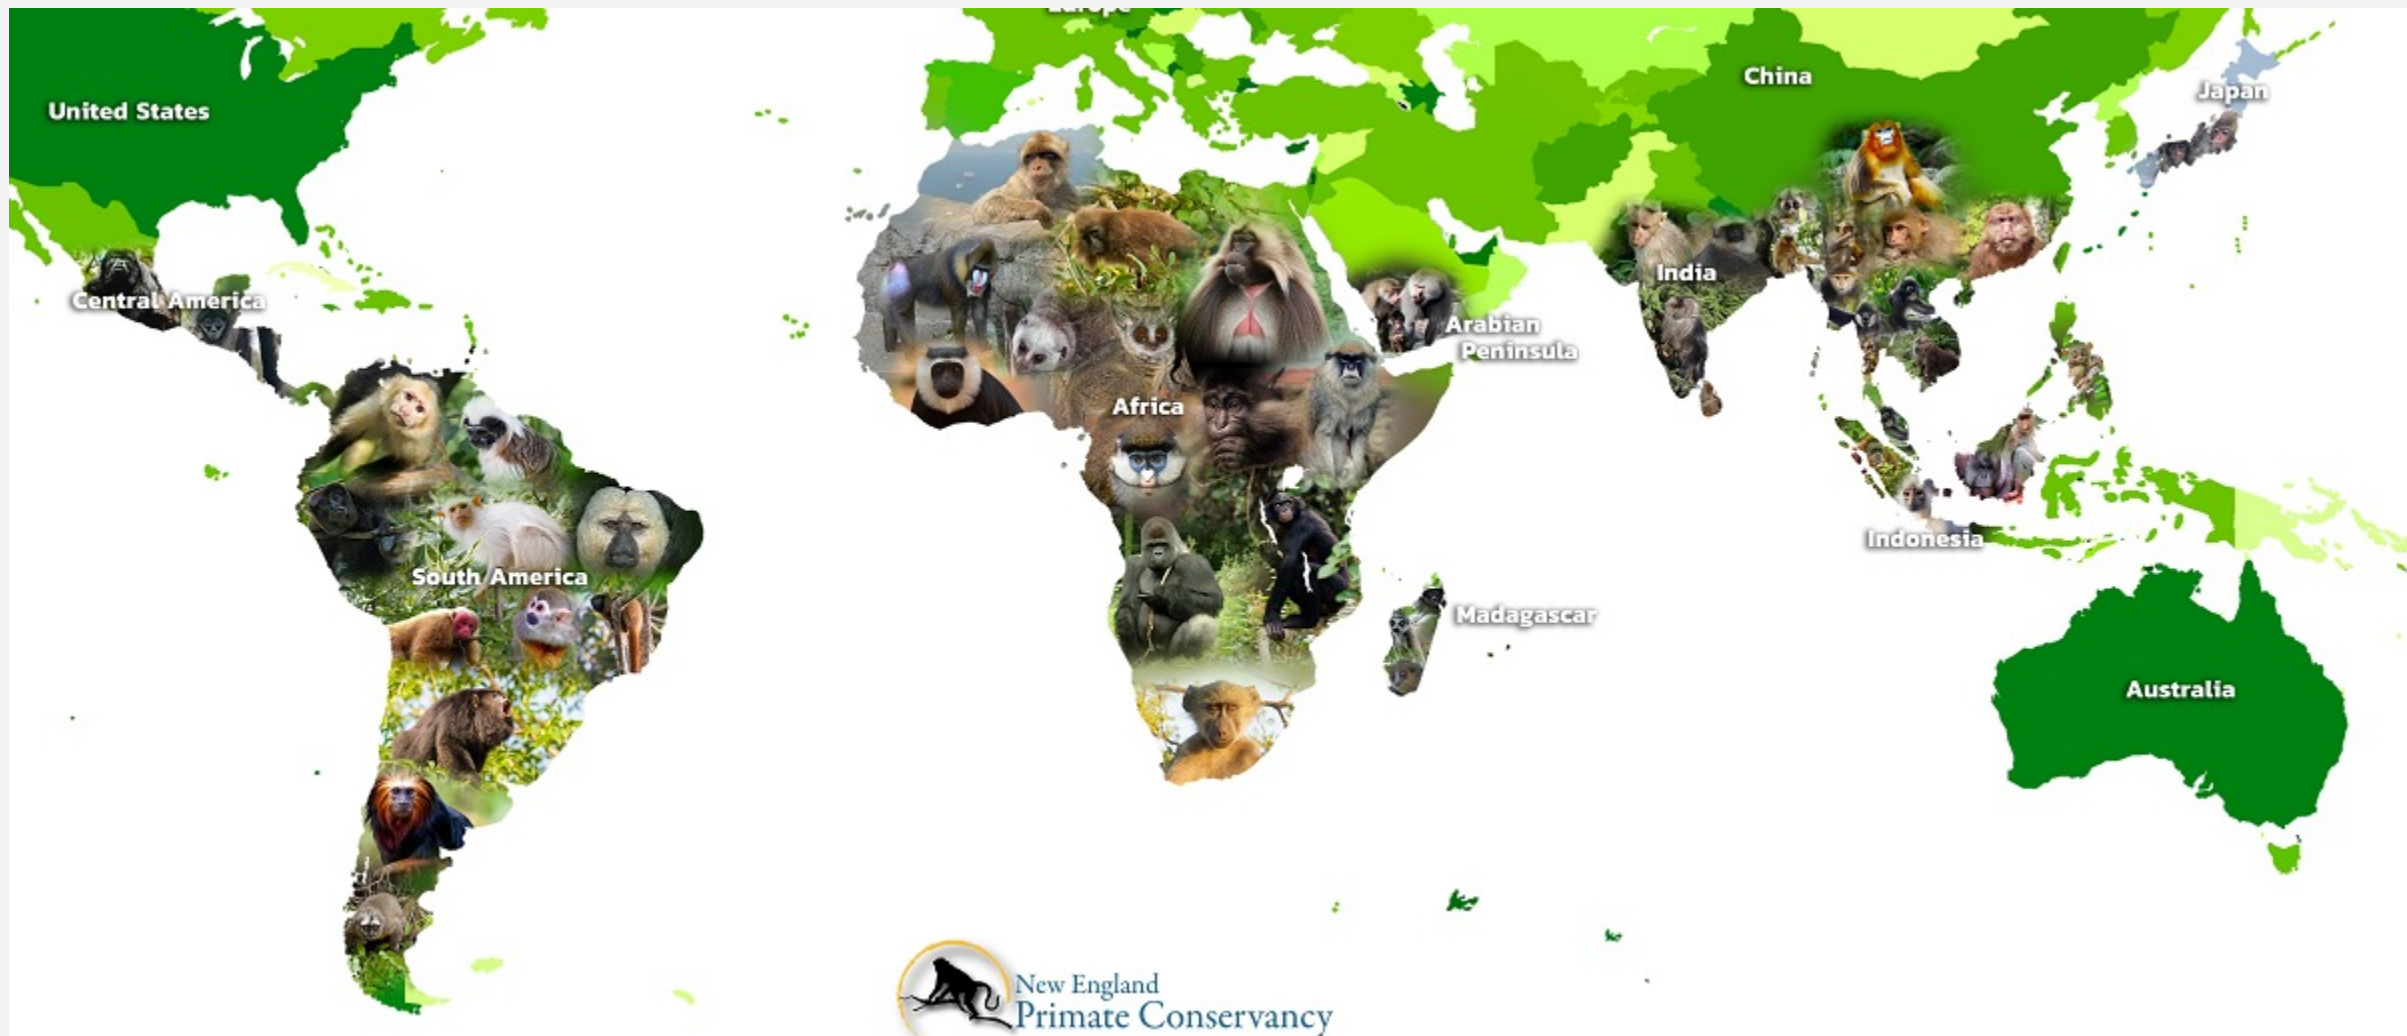 Europe
United States
China
Japan
Central America
India
Arabian
Peninsula
Africa
Indonesia
South America
Madagascar
Australia
New England
Primate Conservancy